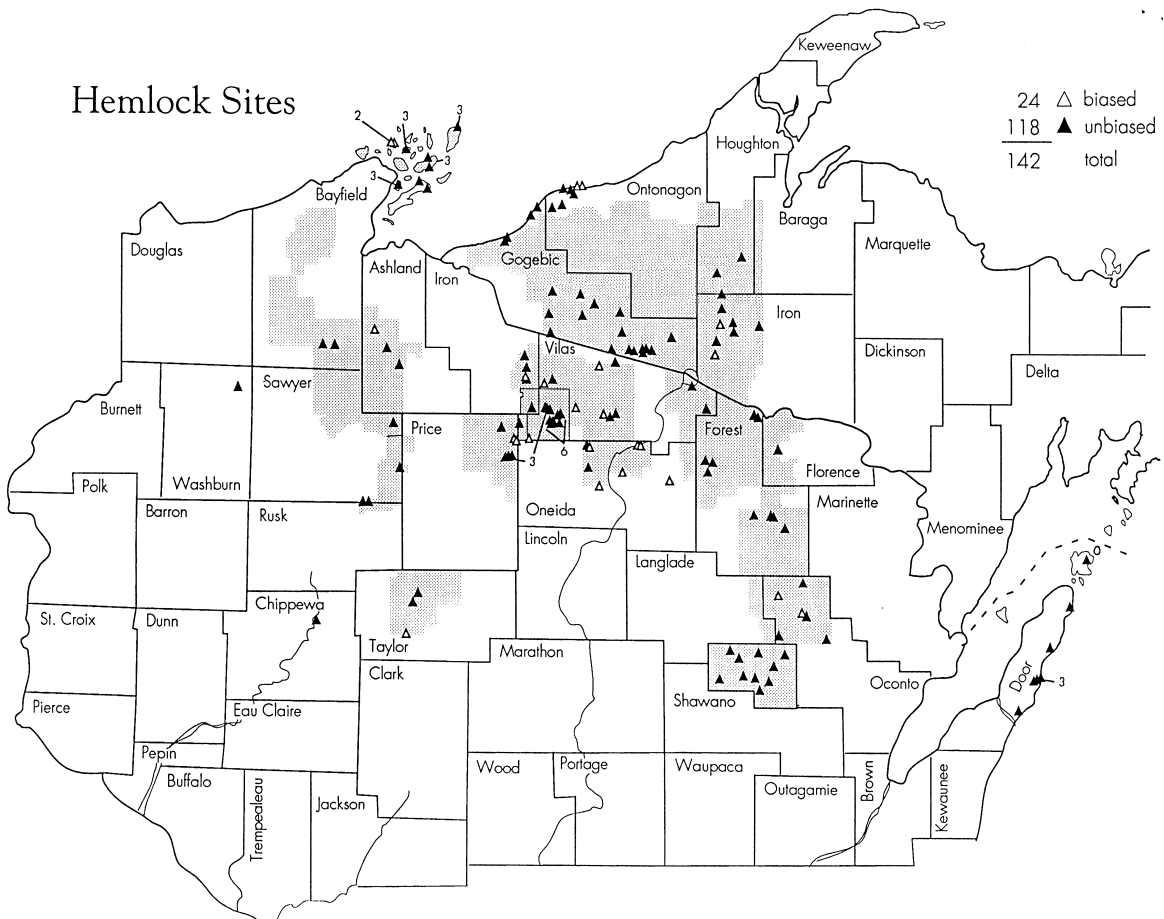 Hemlock Sites
24 △ biased
118 ▲ unbiased
142 total
Keweenaw
Houghton
Ontonagon
Baraga
Marquette
2
3
3
3
3
Bayfield
Douglas
Ashland
Iron
Gogebic
Iron
Dickinson
Delta
Vilas
Sawyer
Burnett
Washburn
Price
Forest
Florence
3
6
Polk
Barron
Rusk
Oneida
Lincoln
Langlade
Marinette
Menominee
St. Croix
Dunn
Chippewa
Taylor
Marathon
Clark
Shawano
Oconto
Door
3
Pierce
Pepin
Eau Claire
Buffalo
Trempealeau
Jackson
Wood
Portage
Waupaca
Outagamie
Brown
Kewaunee